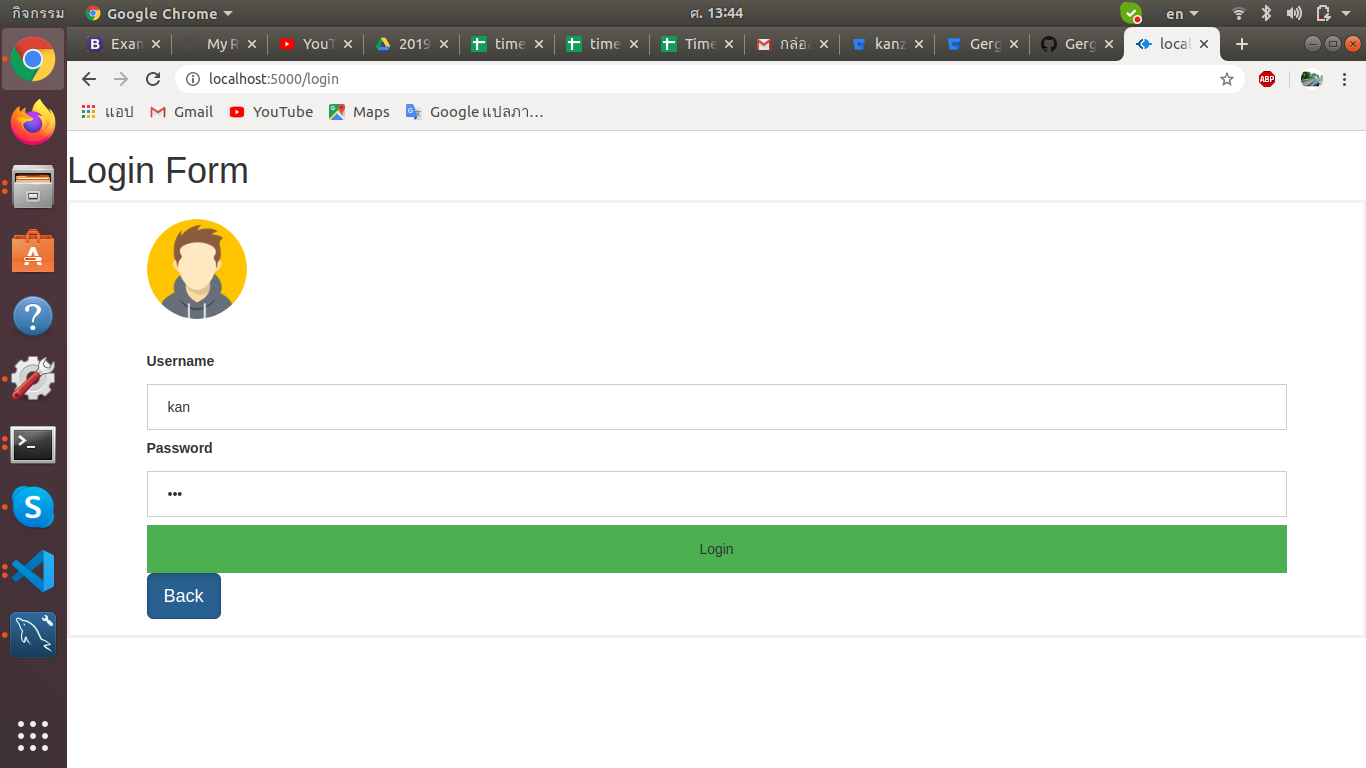 กิจกรรม Google Chrome ศ. 13:44 en
Exan My R YouT 2019 time time Time กล่อง kanz Gerg Gerg local
localhost:5000/login ABP
แอป Gmail YouTube Maps Google แปลภา…
Login Form
Username
kan
Password
•••
Login
Back